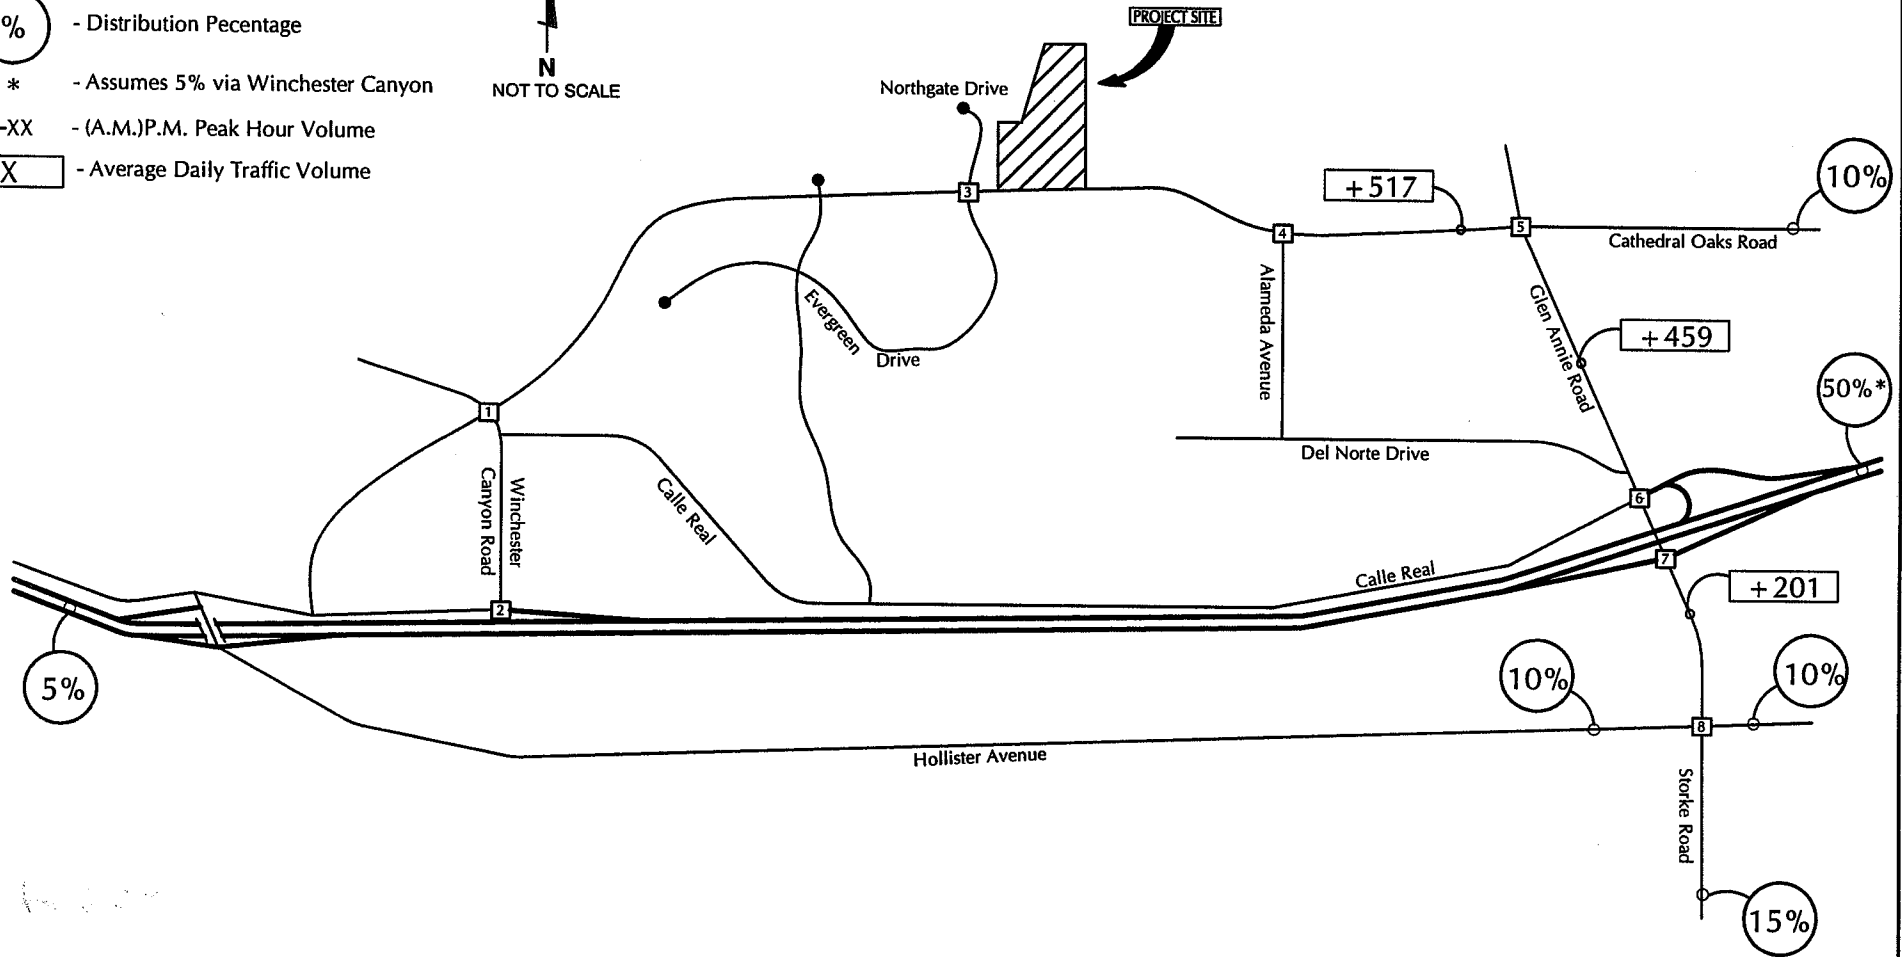 % - Distribution Pecentage
* - Assumes 5% via Winchester Canyon
-XX - (A.M.)P.M. Peak Hour Volume
X - Average Daily Traffic Volume
N
NOT TO SCALE
PROJECT SITE
Northgate Drive
3
+517
10%
4
5
Cathedral Oaks Road
Evergreen
Drive
Alameda Avenue
Glen Annie Road
+459
50%*
1
Del Norte Drive
Winchester
Canyon Road
Calle Real
6
7
Calle Real
+201
2
5%
10%
10%
8
Hollister Avenue
Storke Road
15%